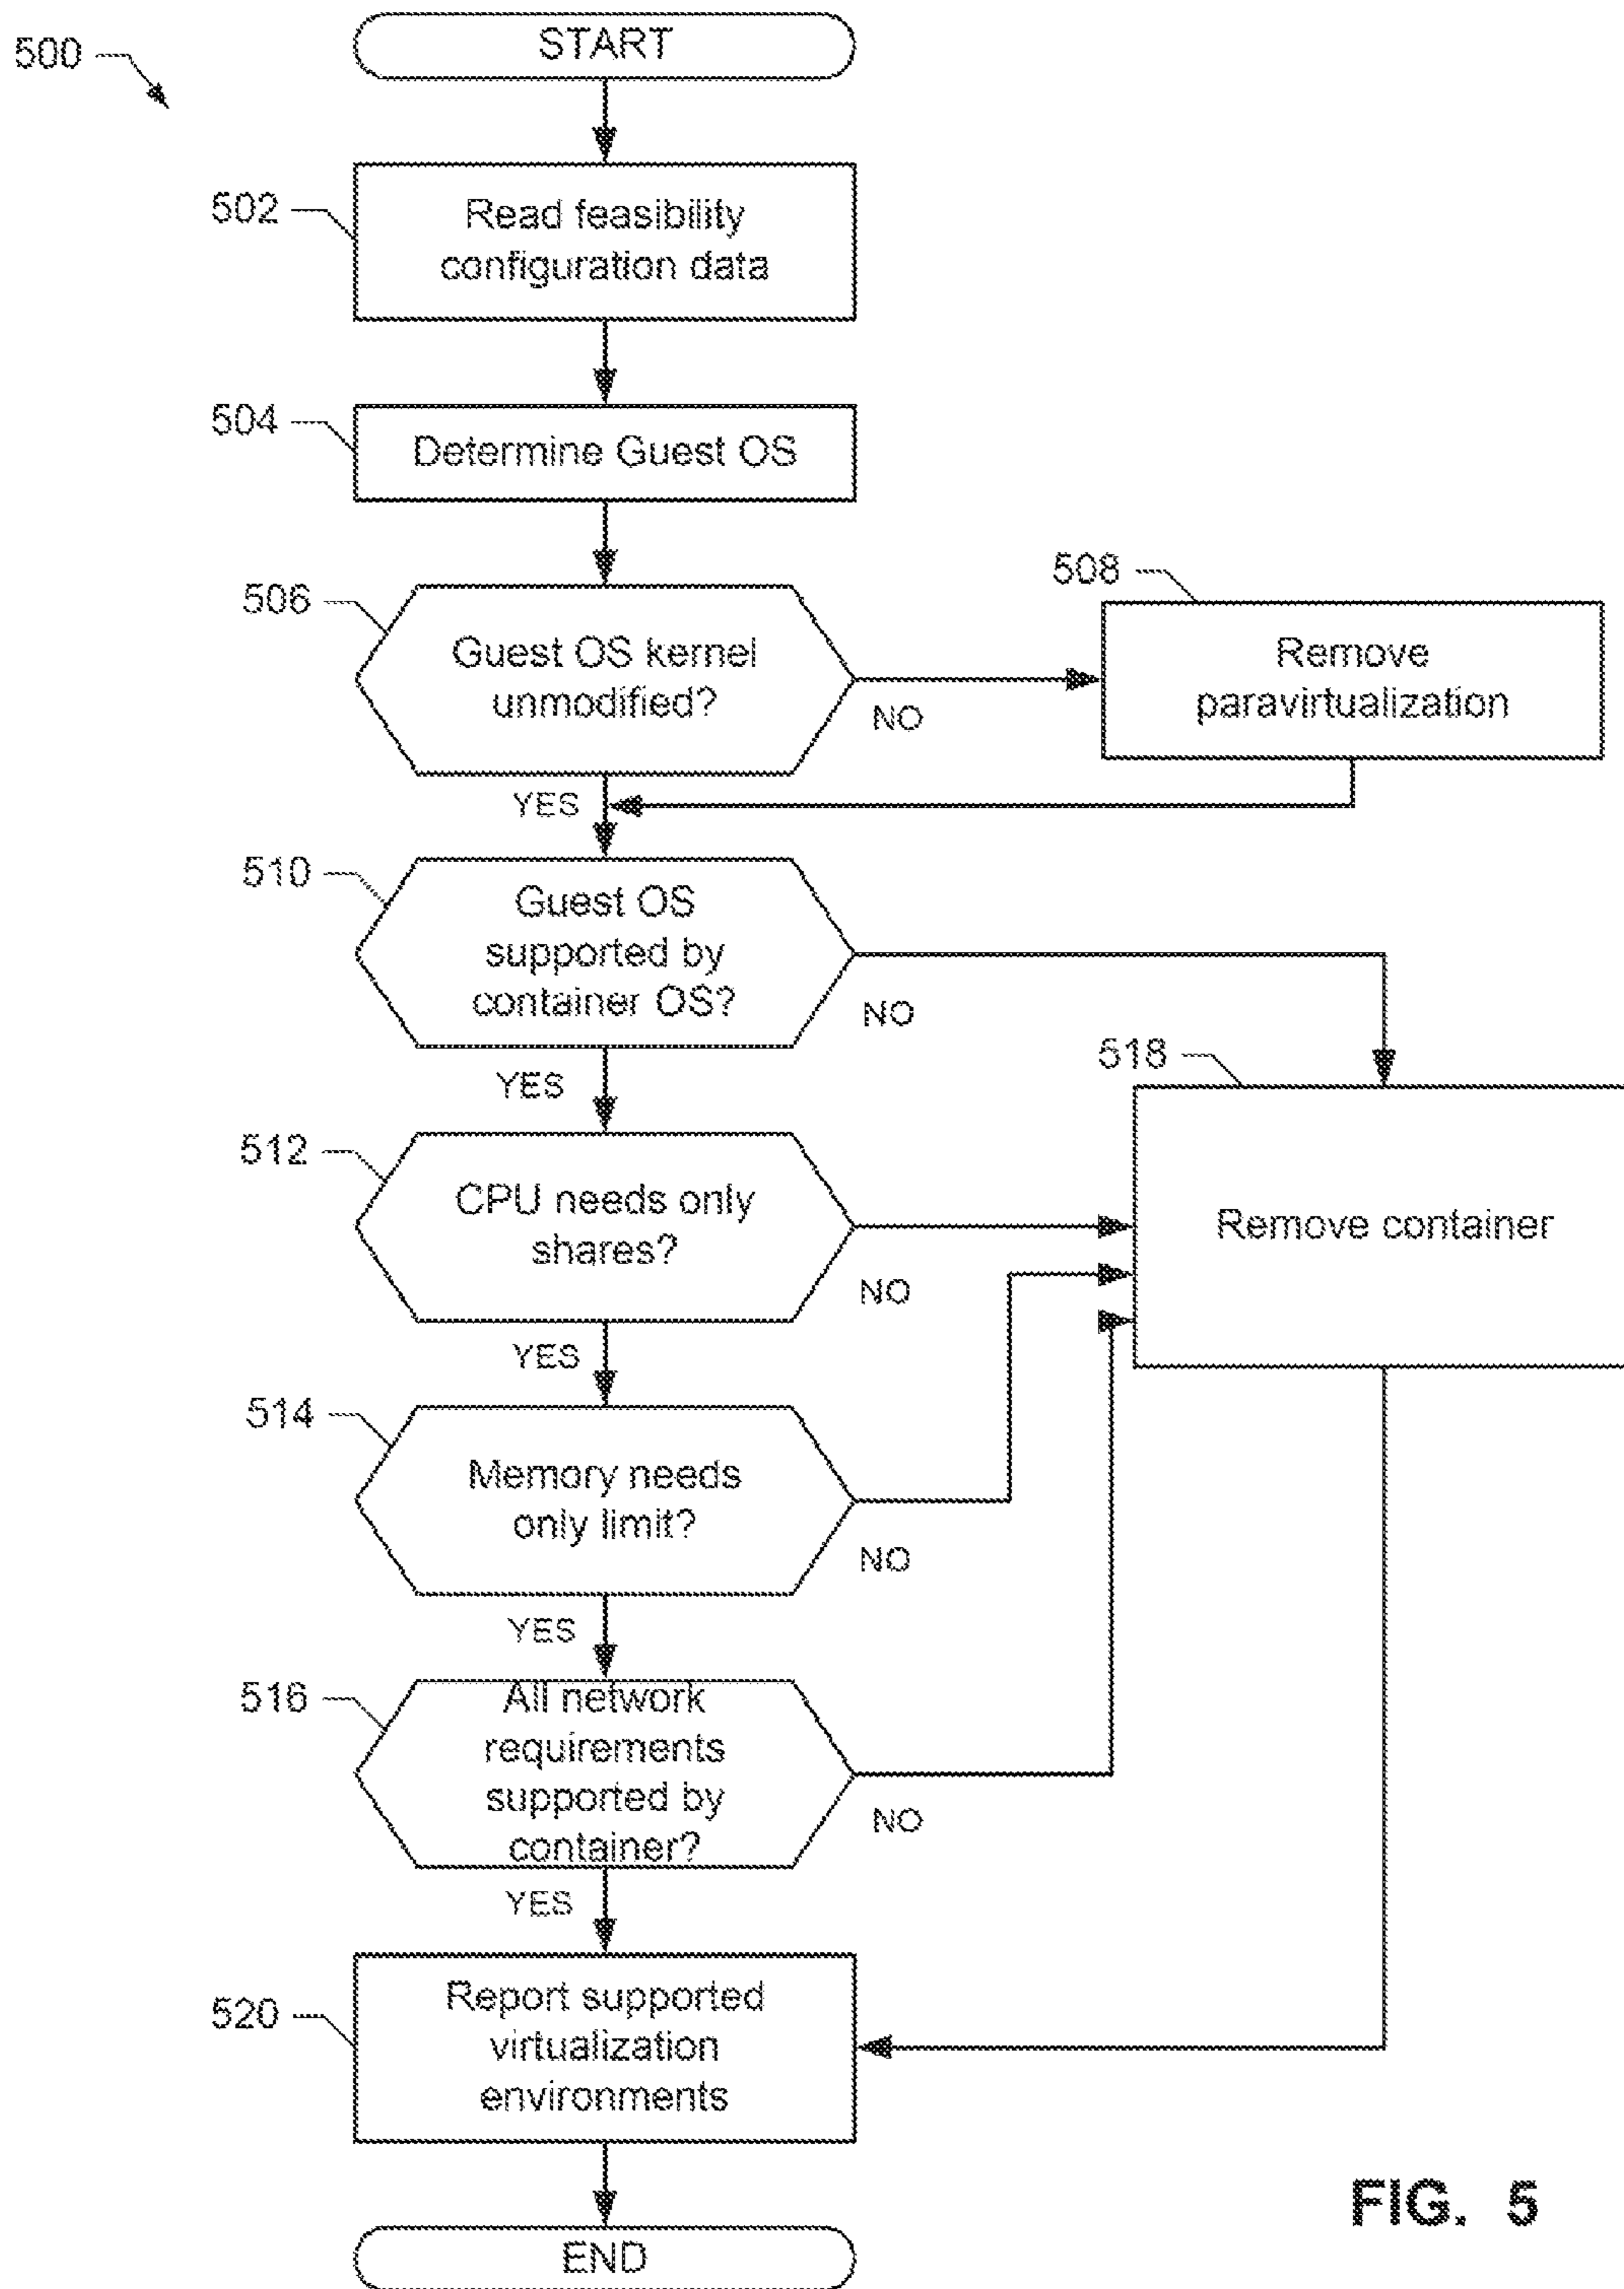 START
500
502
Read feasibility
configuration data
504
Determine Guest OS
506
Guest OS kernel
unmodified?
NO
508
Remove
paravirtualization
YES
510
Guest OS
supported by
container OS?
NO
YES
512
CPU needs only
shares?
NO
518
Remove container
YES
514
Memory needs
only limit?
NO
YES
516
All network
requirements
supported by
container?
NO
YES
520
Report supported
virtualization
environments
END
FIG. 5